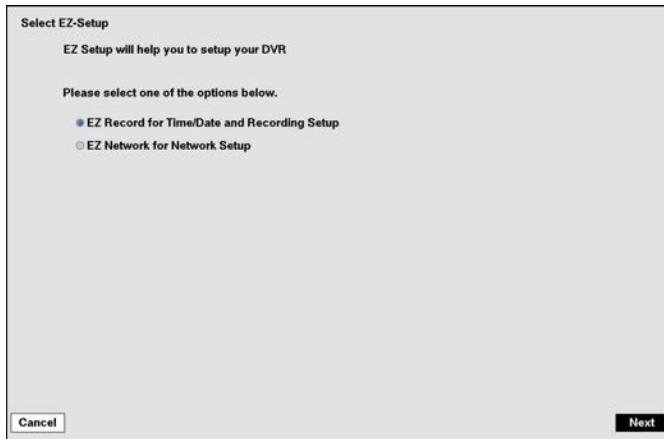 Select EZ-Setup
EZ Setup will help you to setup your DVR
Please select one of the options below.
EZ Record for Time/Date and Recording Setup
EZ Network for Network Setup
Cancel
Next